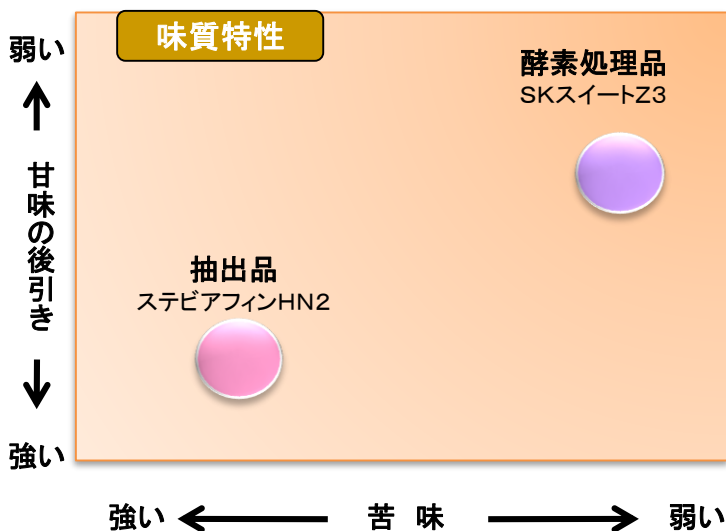 味質特性
弱い
酵素処理品
SKスイートZ3
甘味の後引き
抽出品
ステビアフィンHN2
強い
強い
苦味
弱い